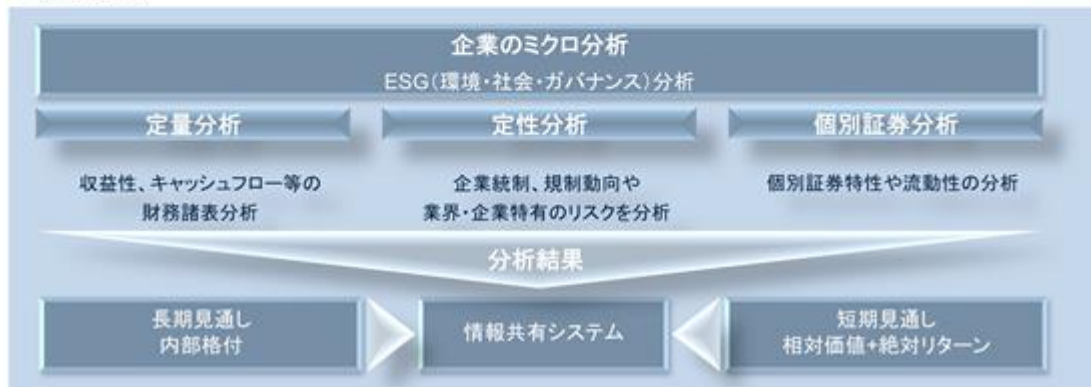 企業のミクロ分析
ESG(環境・社会・ガバナンス)分析
定量分析
定性分析
個別証券分析
収益性、キャッシュフロー等の
財務諸表分析
企業統制、規制動向や
業界・企業特有のリスクを分析
個別証券特性や流動性の分析
分析結果
長期見通し
内部格付
情報共有システム
短期見通し
相対価値+絶対リターン